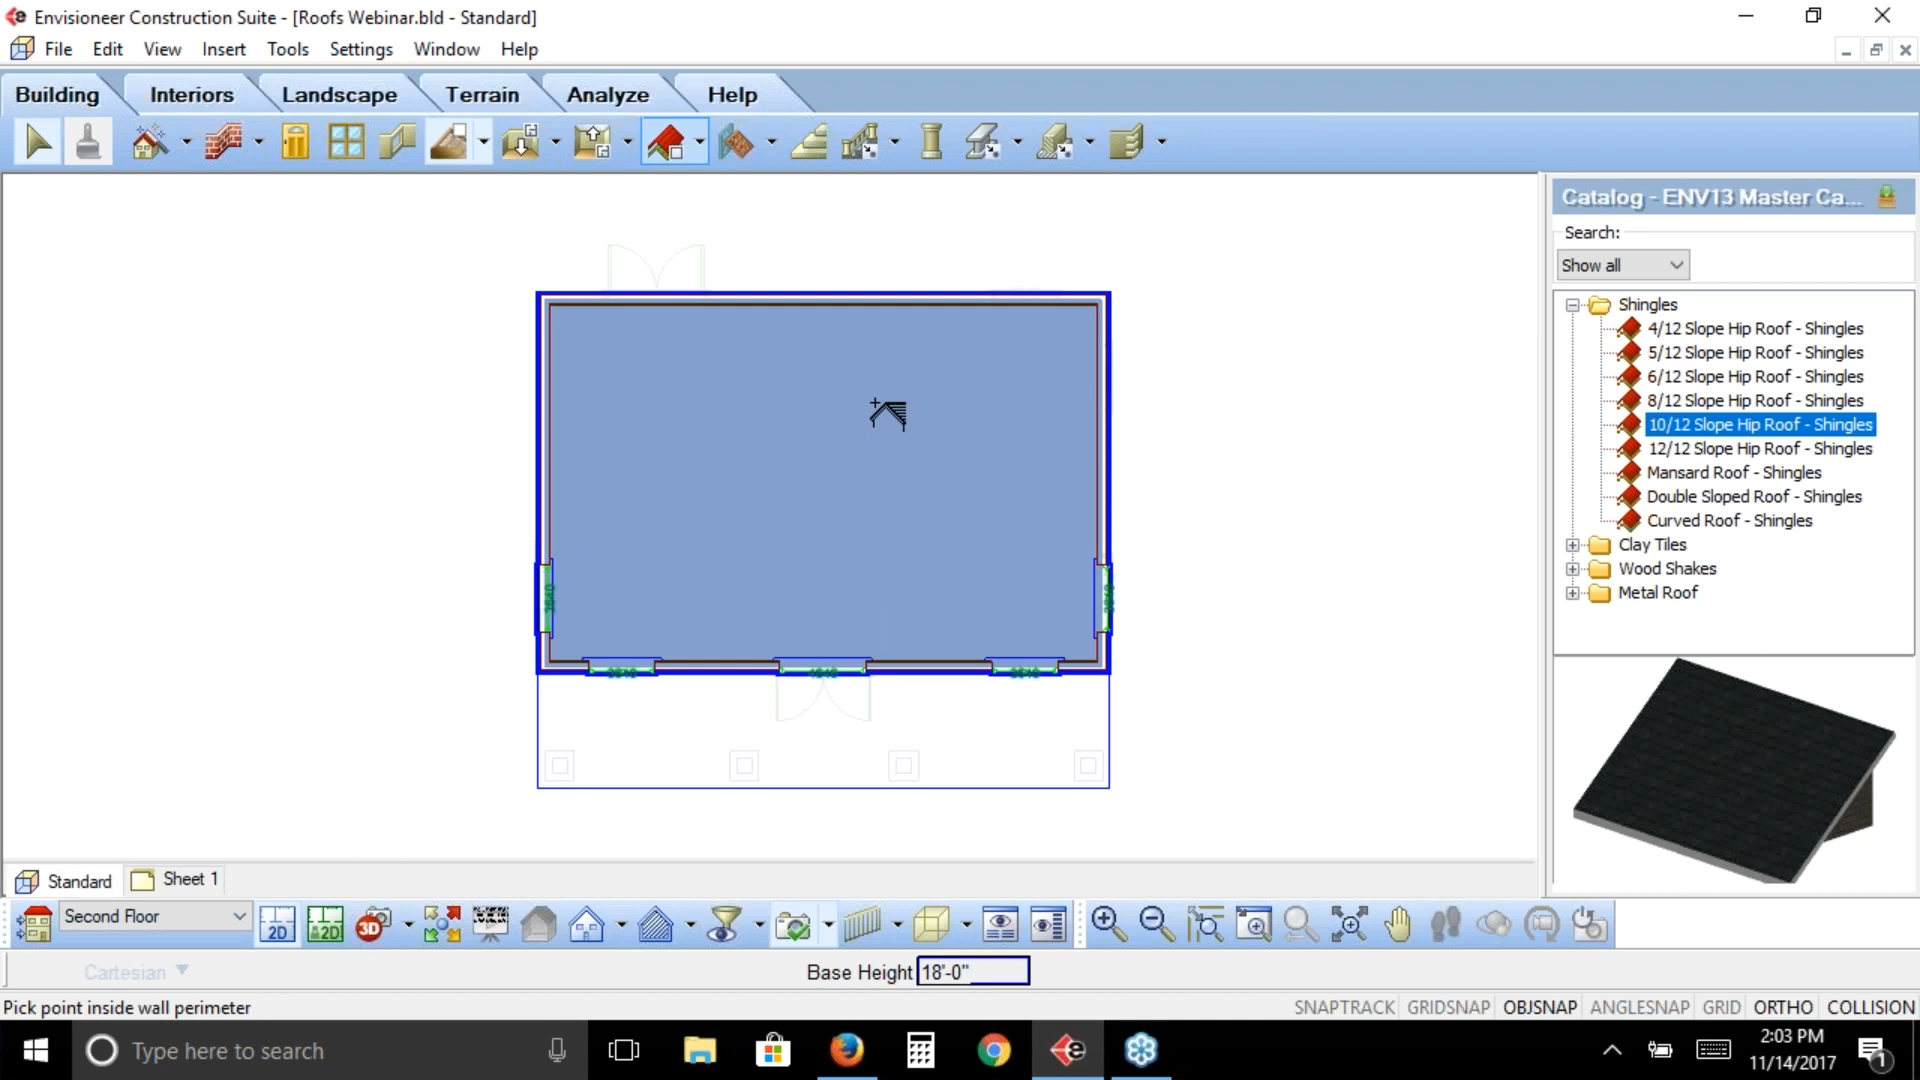 Envisioneer Construction Suite - [Roofs Webinar.bld - Standard]
File Edit View Insert Tools Settings Window Help
Building Interiors Landscape Terrain Analyze Help
Catalog - ENV13 Master Ca...
Search:
Show all
Shingles
4/12 Slope Hip Roof - Shingles
5/12 Slope Hip Roof - Shingles
6/12 Slope Hip Roof - Shingles
8/12 Slope Hip Roof - Shingles
10/12 Slope Hip Roof - Shingles
12/12 Slope Hip Roof - Shingles
Mansard Roof - Shingles
Double Sloped Roof - Shingles
Curved Roof - Shingles
Clay Tiles
Wood Shakes
Metal Roof
Standard Sheet 1
Second Floor 2D 2D 3D
Cartesian Base Height 18'-0"
Pick point inside wall perimeter SNAPTRACK GRIDSNAP OBJSNAP ANGLESNAP GRID ORTHO COLLISION
Type here to search
2:03 PM
11/14/2017
1